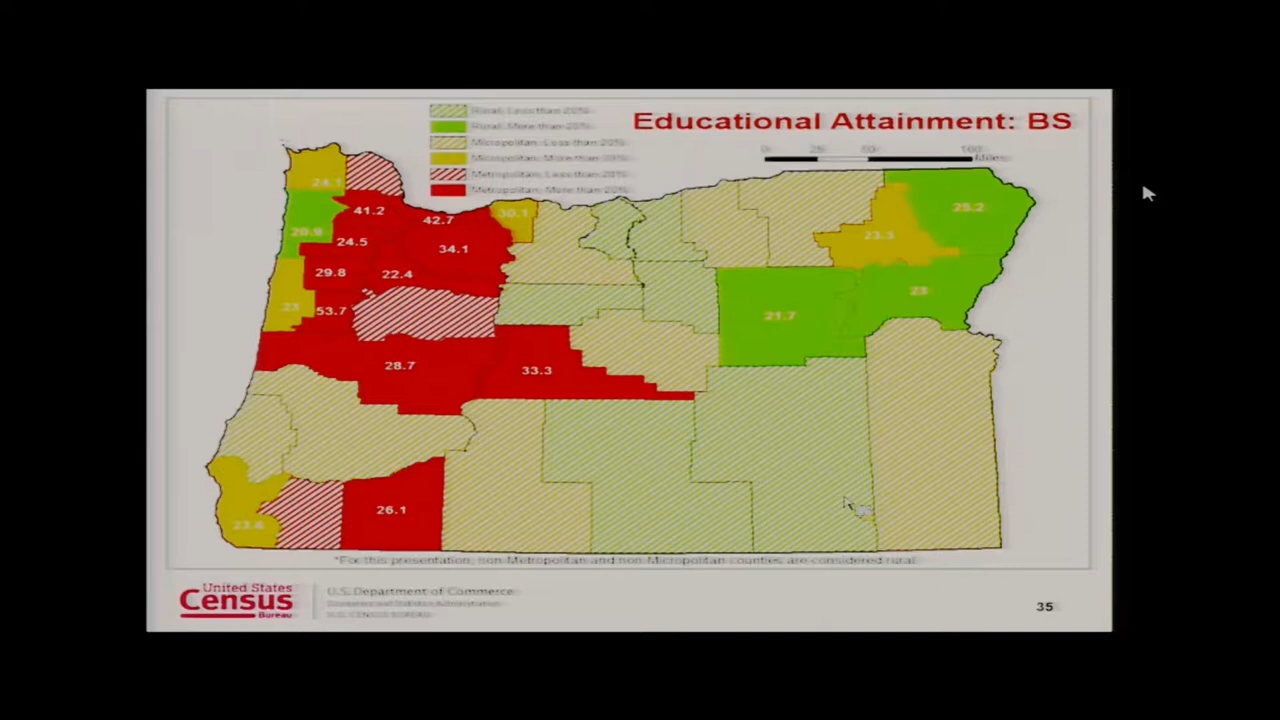 Rural: Less than 20%
Rural: More than 20%
Micropolitan: Less than 20%
Micropolitan: More than 20%
Metropolitan: Less than 20%
Metropolitan: More than 20%
Educational Attainment: BS
0 25 50 100
Miles
24.1
41.2
42.7
30.1
25.2
20.9
24.5
34.1
23.3
29.8
22.4
23
23
53.7
21.7
28.7
33.3
26.1
23.6
*For this presentation, non-Metropolitan and non Micropolitan counties are considered rural.
United States
Census
Bureau
U.S. Department of Commerce
Economics and Statistics Administration
U.S. CENSUS BUREAU
35